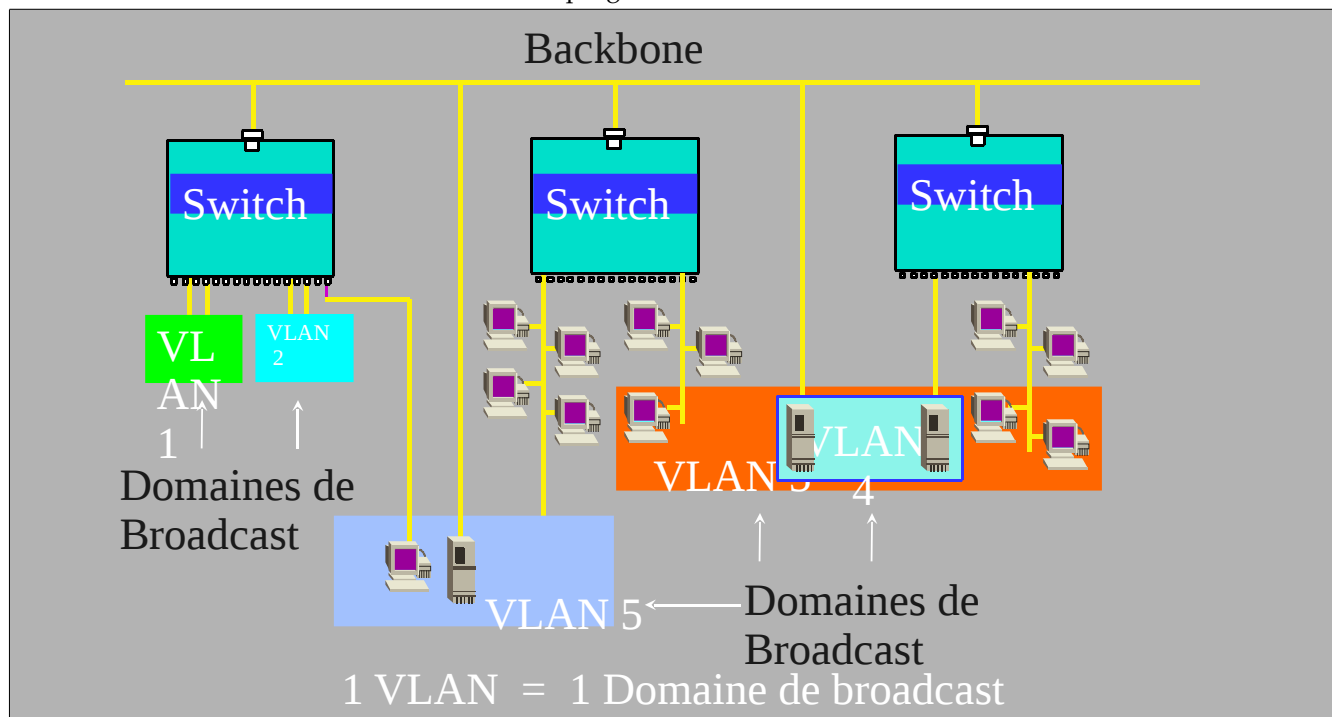 Backbone
Switch
Switch
Switch
VL
AN
1
VLAN
2
Domaines de
Broadcast
VLAN 3
VLAN
4
VLAN 5
Domaines de
Broadcast
1 VLAN = 1 Domaine de broadcast